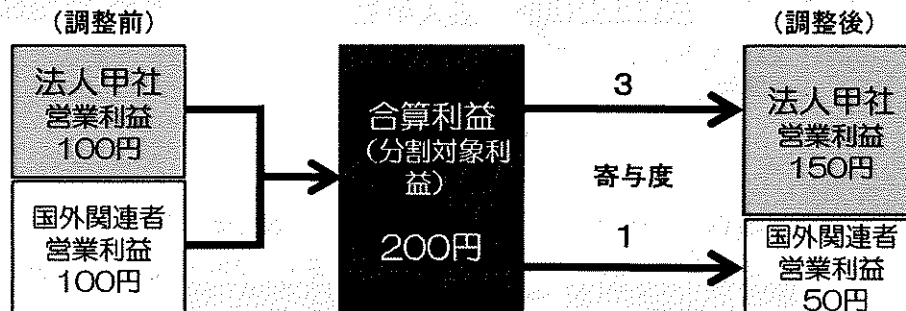 (調整前)
法人甲社
営業利益
100円
国外関連者
営業利益
100円
合算利益
(分割対象利
益)
200円
3
寄与度
1
(調整後)
法人甲社
営業利益
150円
国外関連者
営業利益
50円